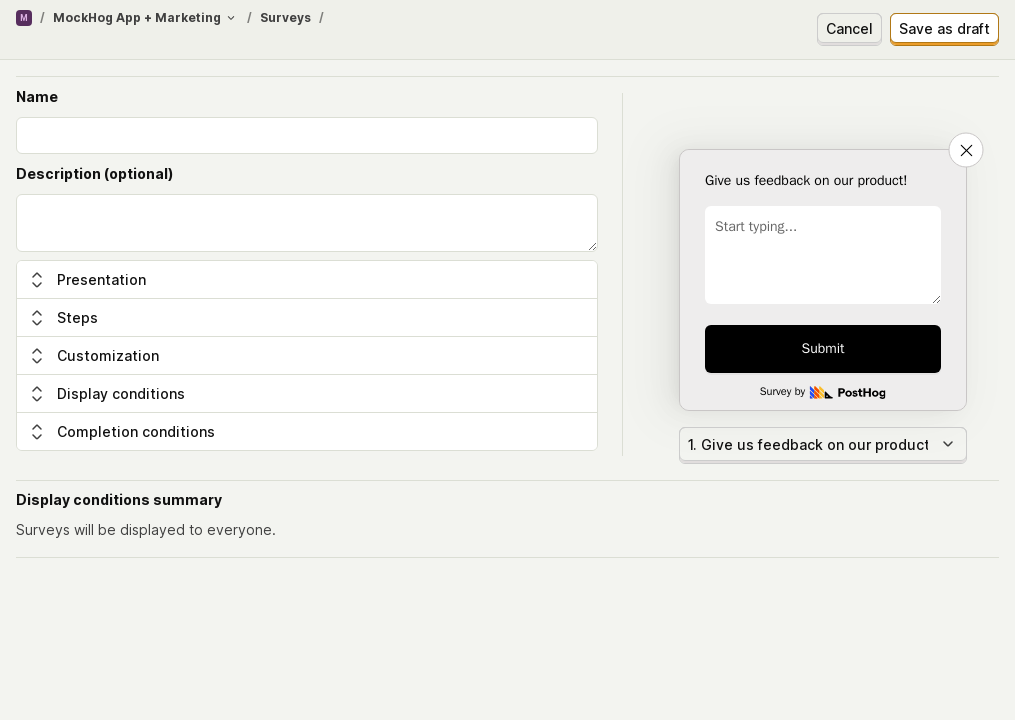 M / MockHog App + Marketing / Surveys /
Cancel
Save as draft
Name
Description (optional)
Presentation
Steps
Customization
Display conditions
Completion conditions
Give us feedback on our product!
Start typing...
Submit
Survey by PostHog
1. Give us feedback on our product
Display conditions summary
Surveys will be displayed to everyone.